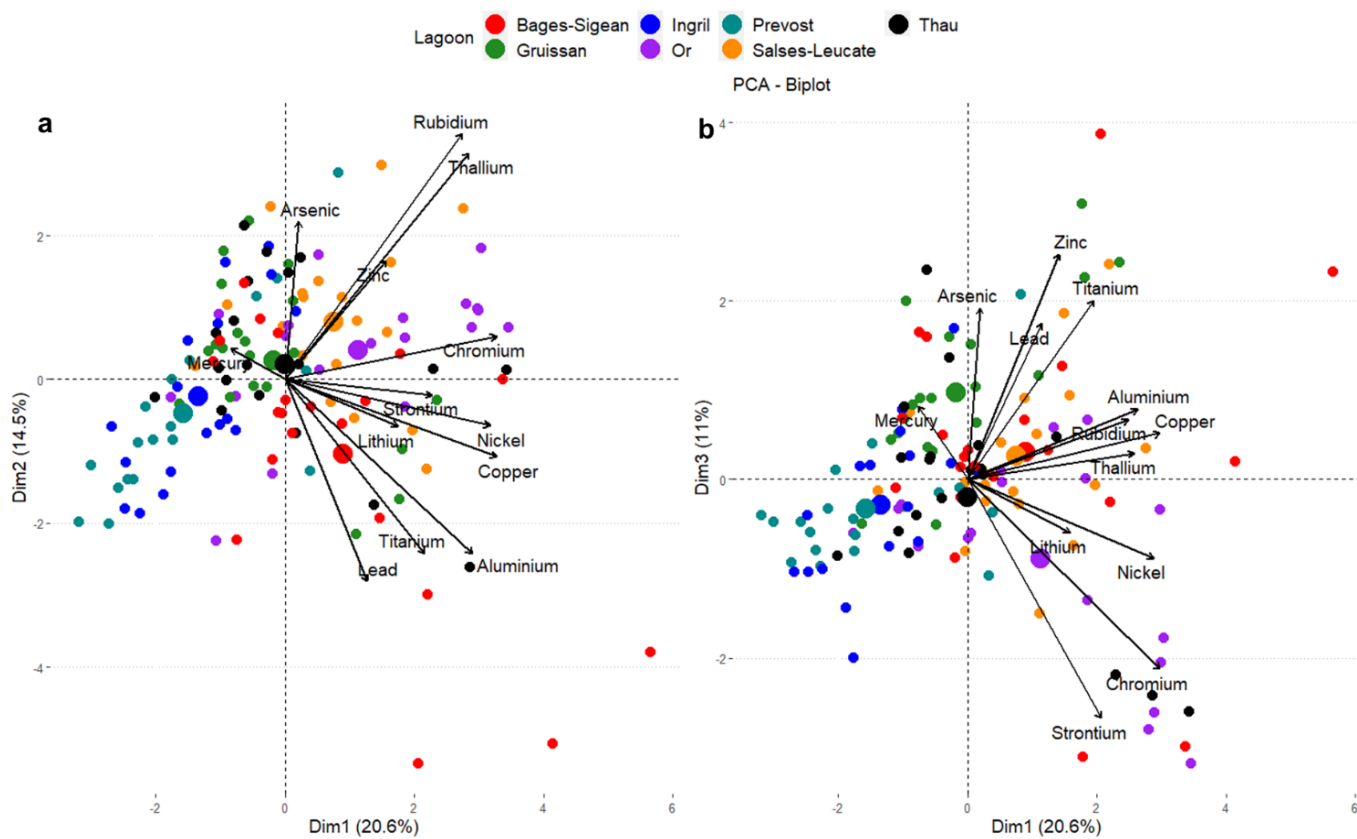 Lagoon
Bages-Sigean
Ingril
Prevost
Thau
Gruissan
Or
Salses-Leucate
PCA - Biplot
a
Rubidium
Thallium
Arsenic
Zinc
Chromium
Mercury
Strontium
Lithium
Nickel
Copper
Titanium
Lead
Aluminium
2
0
-2
-4
Dim2 (14.5%)
-2
0
2
4
6
Dim1 (20.6%)
b
Zinc
Arsenic
Titanium
Lead
Aluminium
Mercury
Copper
Rubidium
Thallium
Lithium
Nickel
Chromium
Strontium
4
2
0
-2
Dim3 (11%)
-2
0
2
4
6
Dim1 (20.6%)